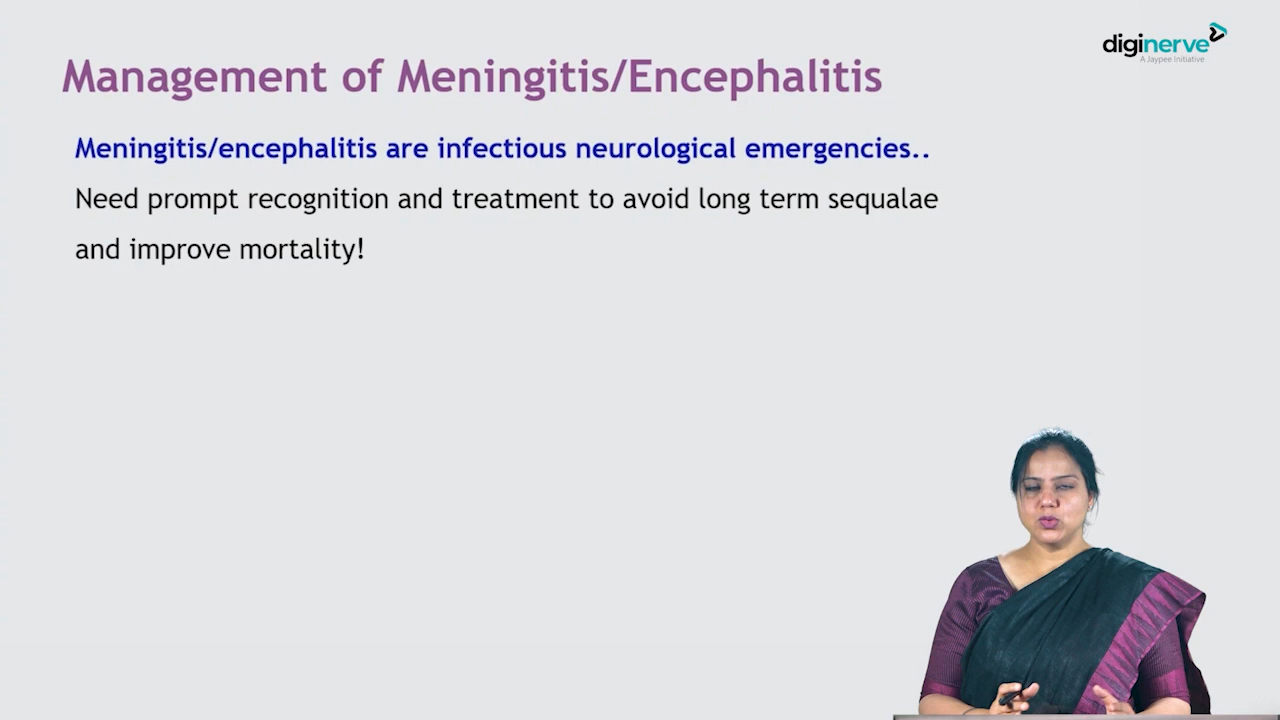 diginerve
A Jaypee Initiative
Management of Meningitis/Encephalitis
Meningitis/encephalitis are infectious neurological emergencies..
Need prompt recognition and treatment to avoid long term sequalae
and improve mortality!